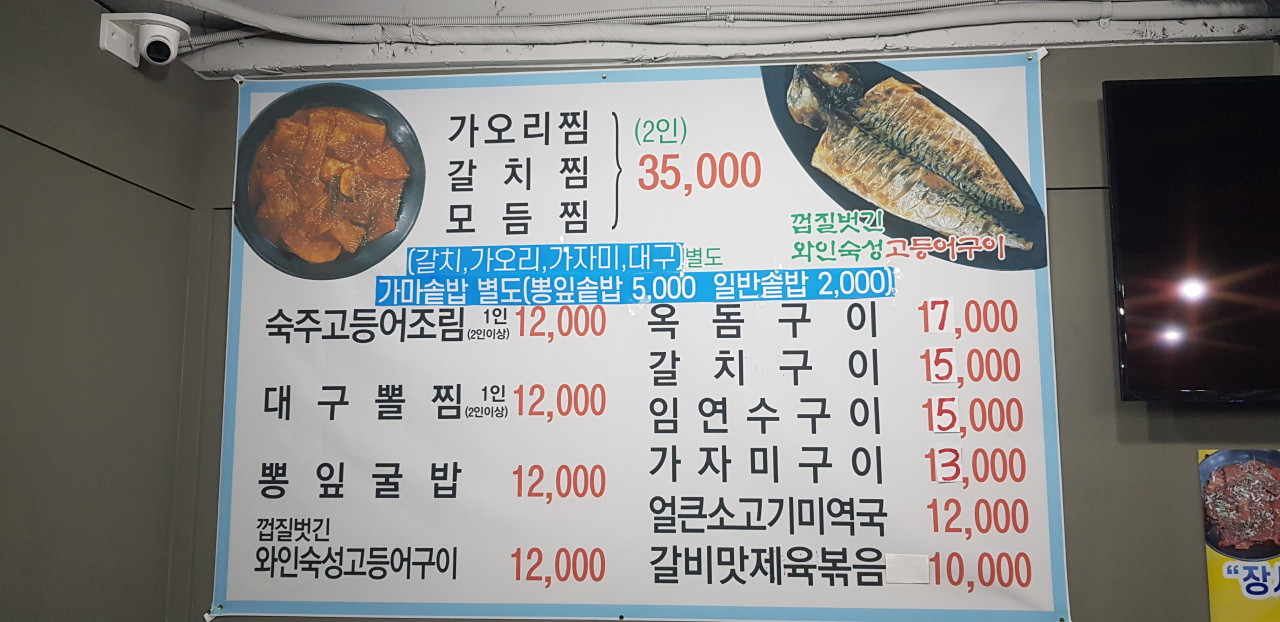 가오리찜
갈치찜
모듬찜
(2인)
35,000
껍질벗긴
와인숙성고등어구이
(갈치,가오리,가자미,대구)별도
가마솥밥 별도(뽕잎솥밥 5,000 일반솥밥 2,000)
숙주고등어조림 1인 (2인이상) 12,000
대구뽈찜 1인 (2인이상) 12,000
뽕잎굴밥 12,000
껍질벗긴
와인숙성고등어구이 12,000
옥돔구이 17,000
갈치구이 15,000
임연수구이 15,000
가자미구이 13,000
얼큰소고기미역국 12,000
갈비맛제육볶음 10,000